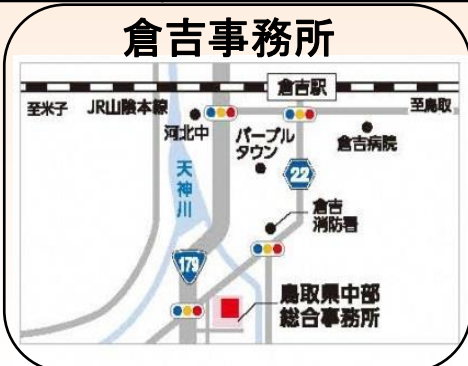 倉吉事務所
倉吉駅
至米子
JR山陰本線
至鳥取
河北中
パープル
タウン
倉吉病院
天神川
22
倉吉
消防署
179
鳥取県中部
総合事務所